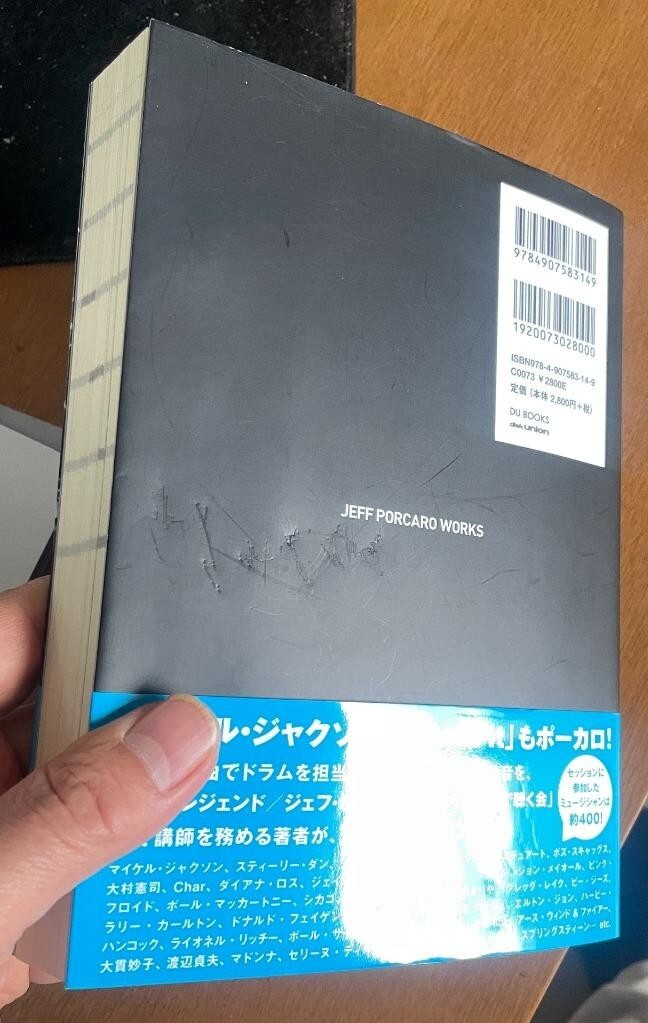 9784907583149
1920073028000
ISBN978-4-907583-14-9
C0073 ¥2800E
定価（本体 2,800円+税）
DU BOOKS
disk union
JEFF PORCARO WORKS
ル・ジャクソ 」もポーカロ！
でドラムを担当 音を、
レジェンド／ジェフ・ 聴く会」
講師を務める著者が、
セッションに
参加した
ミュージシャンは
約400！
マイケル・ジャクソン、スティーリー・ダン、 スチュアート、ボズ・スキャッグス、
大村憲司、Char、ダイアナ・ロス、ジェイ ジョン・メイオール、ピンク・
フロイド、ポール・マッカートニー、シカゴ グレッグ・レイク、ビー・ジーズ、
ラリー・カールトン、ドナルド・フェイゲン エルトン・ジョン、ハービー・
ハンコック、ライオネル・リッチー、ポール・サ アース・ウィンド&ファイアー、
大貫妙子、渡辺貞夫、マドンナ、セリーヌ・デ スプリングスティーン… etc.